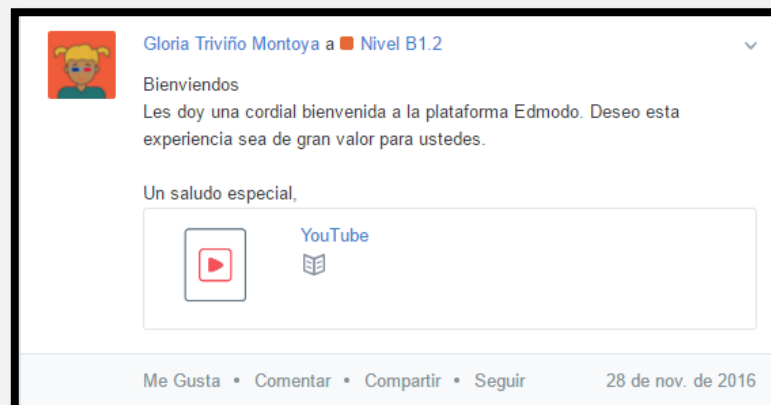 Gloria Triviño Montoya a Nivel B1.2
Bienviendos
Les doy una cordial bienvenida a la plataforma Edmodo. Deseo esta
experiencia sea de gran valor para ustedes.
Un saludo especial,
YouTube
Me Gusta • Comentar • Compartir • Seguir 28 de nov. de 2016